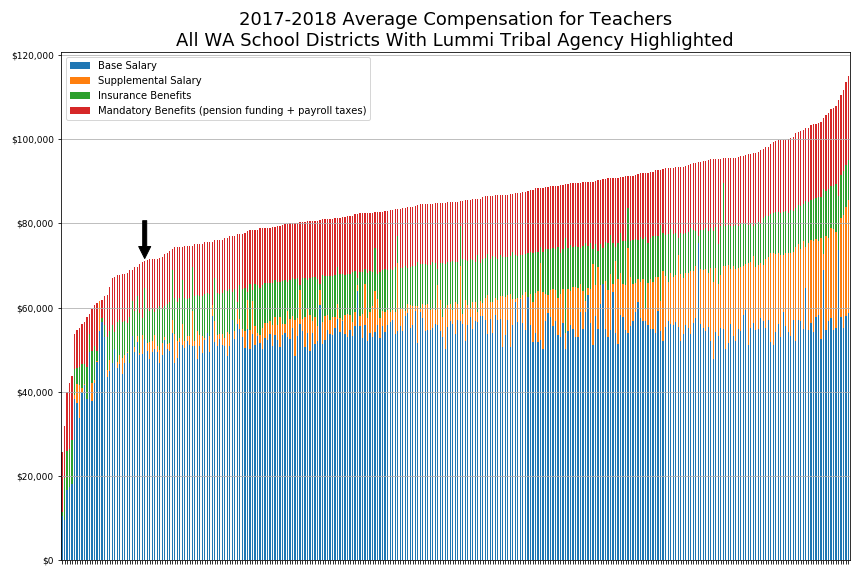 2017-2018 Average Compensation for Teachers
All WA School Districts With Lummi Tribal Agency Highlighted
$120,000
$100,000
$80,000
$60,000
$40,000
$20,000
$0
Base Salary
Supplemental Salary
Insurance Benefits
Mandatory Benefits (pension funding + payroll taxes)